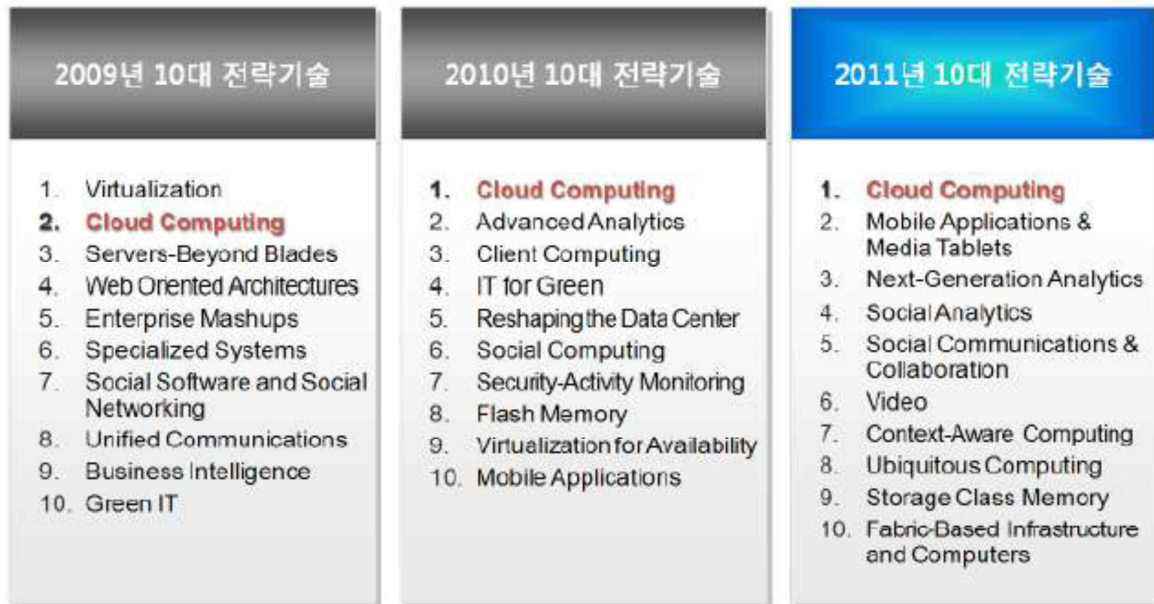 2009년 10대 전략기술
1. Virtualization
2. Cloud Computing
3. Servers-Beyond Blades
4. Web Oriented Architectures
5. Enterprise Mashups
6. Specialized Systems
7. Social Software and Social
Networking
8. Unified Communications
9. Business Intelligence
10. Green IT
2010년 10대 전략기술
1. Cloud Computing
2. Advanced Analytics
3. Client Computing
4. IT for Green
5. Reshaping the Data Center
6. Social Computing
7. Security-Activity Monitoring
8. Flash Memory
9. Virtualization for Availability
10. Mobile Applications
2011년 10대 전략기술
1. Cloud Computing
2. Mobile Applications &
Media Tablets
3. Next-Generation Analytics
4. Social Analytics
5. Social Communications &
Collaboration
6. Video
7. Context-Aware Computing
8. Ubiquitous Computing
9. Storage Class Memory
10. Fabric-Based Infrastructure
and Computers